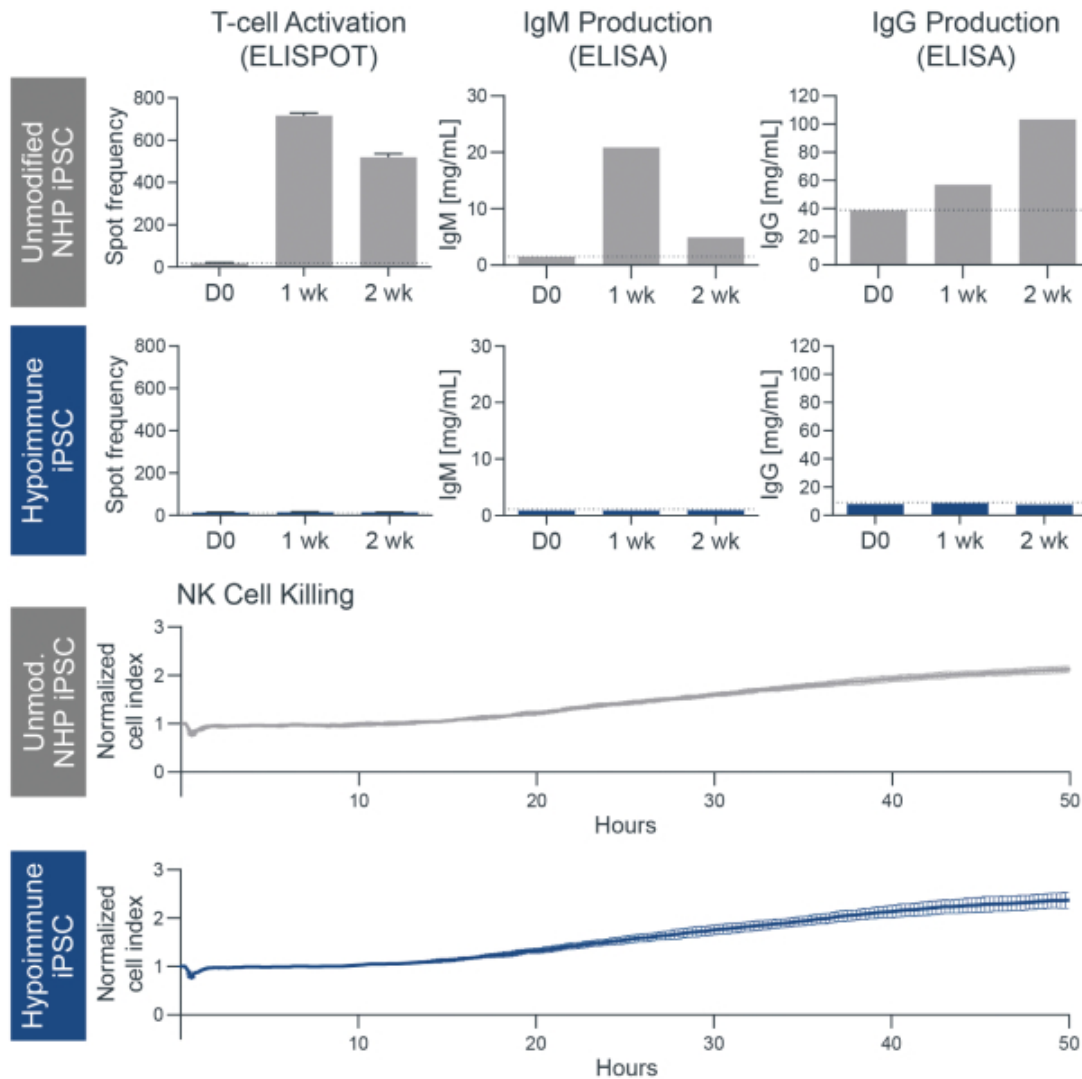 T-cell Activation
(ELISPOT)
IgM Production
(ELISA)
IgG Production
(ELISA)
Unmodified
NHP iPSC
Spot frequency
800
600
400
200
0
D0
1 wk
2 wk
IgM [mg/mL]
30
20
10
0
D0
1 wk
2 wk
IgG [mg/mL]
120
100
80
60
40
20
0
D0
1 wk
2 wk
Hypoimmune
iPSC
Spot frequency
800
600
400
200
0
D0
1 wk
2 wk
IgM [mg/mL]
30
20
10
0
D0
1 wk
2 wk
IgG [mg/mL]
120
100
80
60
40
20
0
D0
1 wk
2 wk
NK Cell Killing
Unmod.
NHP iPSC
Normalized
cell index
3
2
1
0
10
20
30
40
50
Hours
Hypoimmune
iPSC
Normalized
cell index
3
2
1
0
10
20
30
40
50
Hours